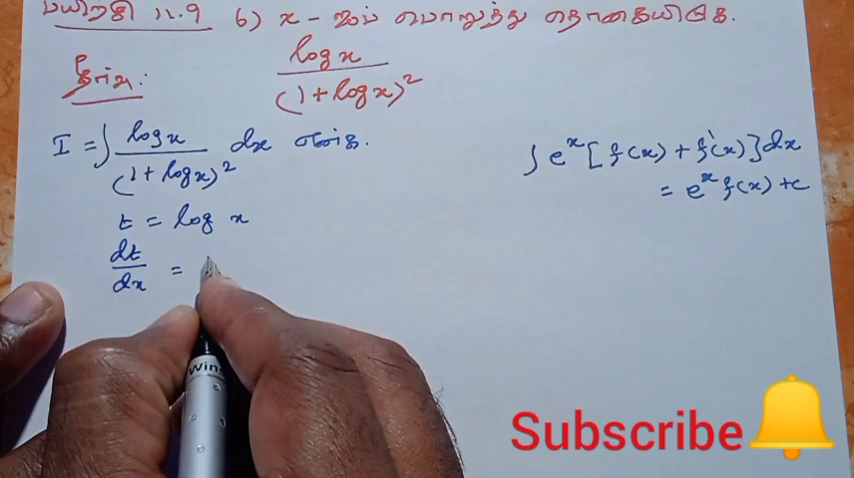 பயிற்சி 11.9 6) x-ஐப் பொறுத்து தொகையிடுக.
தீர்வு: log x / (1 + log x)²
I = ∫ log x / (1 + log x)² dx என்க.
∫ eˣ [f(x) + f'(x)] dx
= eˣ f(x) + c
t = log x
dt/dx =
Win
Subscribe